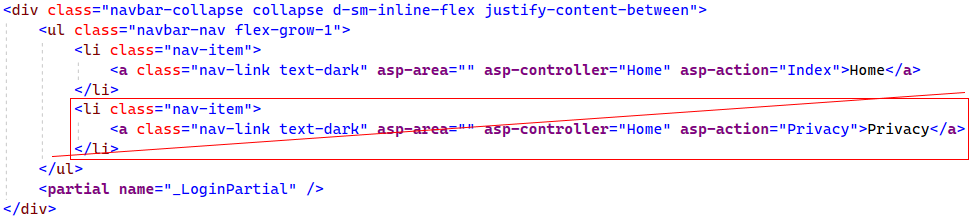 <div class="navbar-collapse collapse d-sm-inline-flex justify-content-between">
<ul class="navbar-nav flex-grow-1">
<li class="nav-item">
<a class="nav-link text-dark" asp-area="" asp-controller="Home" asp-action="Index">Home</a>
</li>
<li class="nav-item">
<a class="nav-link text-dark" asp-area="" asp-controller="Home" asp-action="Privacy">Privacy</a>
</li>
</ul>
<partial name="_LoginPartial" />
</div>